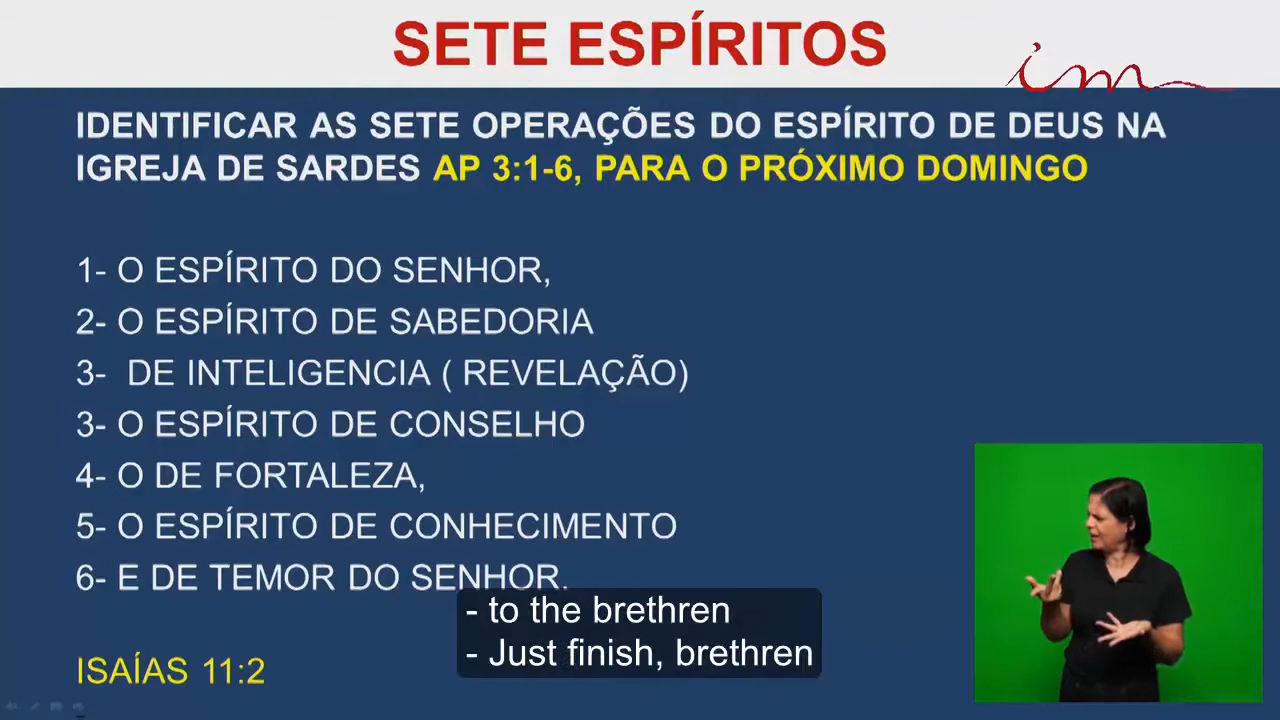 SETE ESPÍRITOS
im
IDENTIFICAR AS SETE OPERAÇÕES DO ESPÍRITO DE DEUS NA
IGREJA DE SARDES AP 3:1-6, PARA O PRÓXIMO DOMINGO
1- O ESPÍRITO DO SENHOR,
2- O ESPÍRITO DE SABEDORIA
3- DE INTELIGENCIA ( REVELAÇÃO)
3- O ESPÍRITO DE CONSELHO
4- O DE FORTALEZA,
5- O ESPÍRITO DE CONHECIMENTO
6- E DE TEMOR DO SENHOR.
- to the brethren
- Just finish, brethren
ISAÍAS 11:2